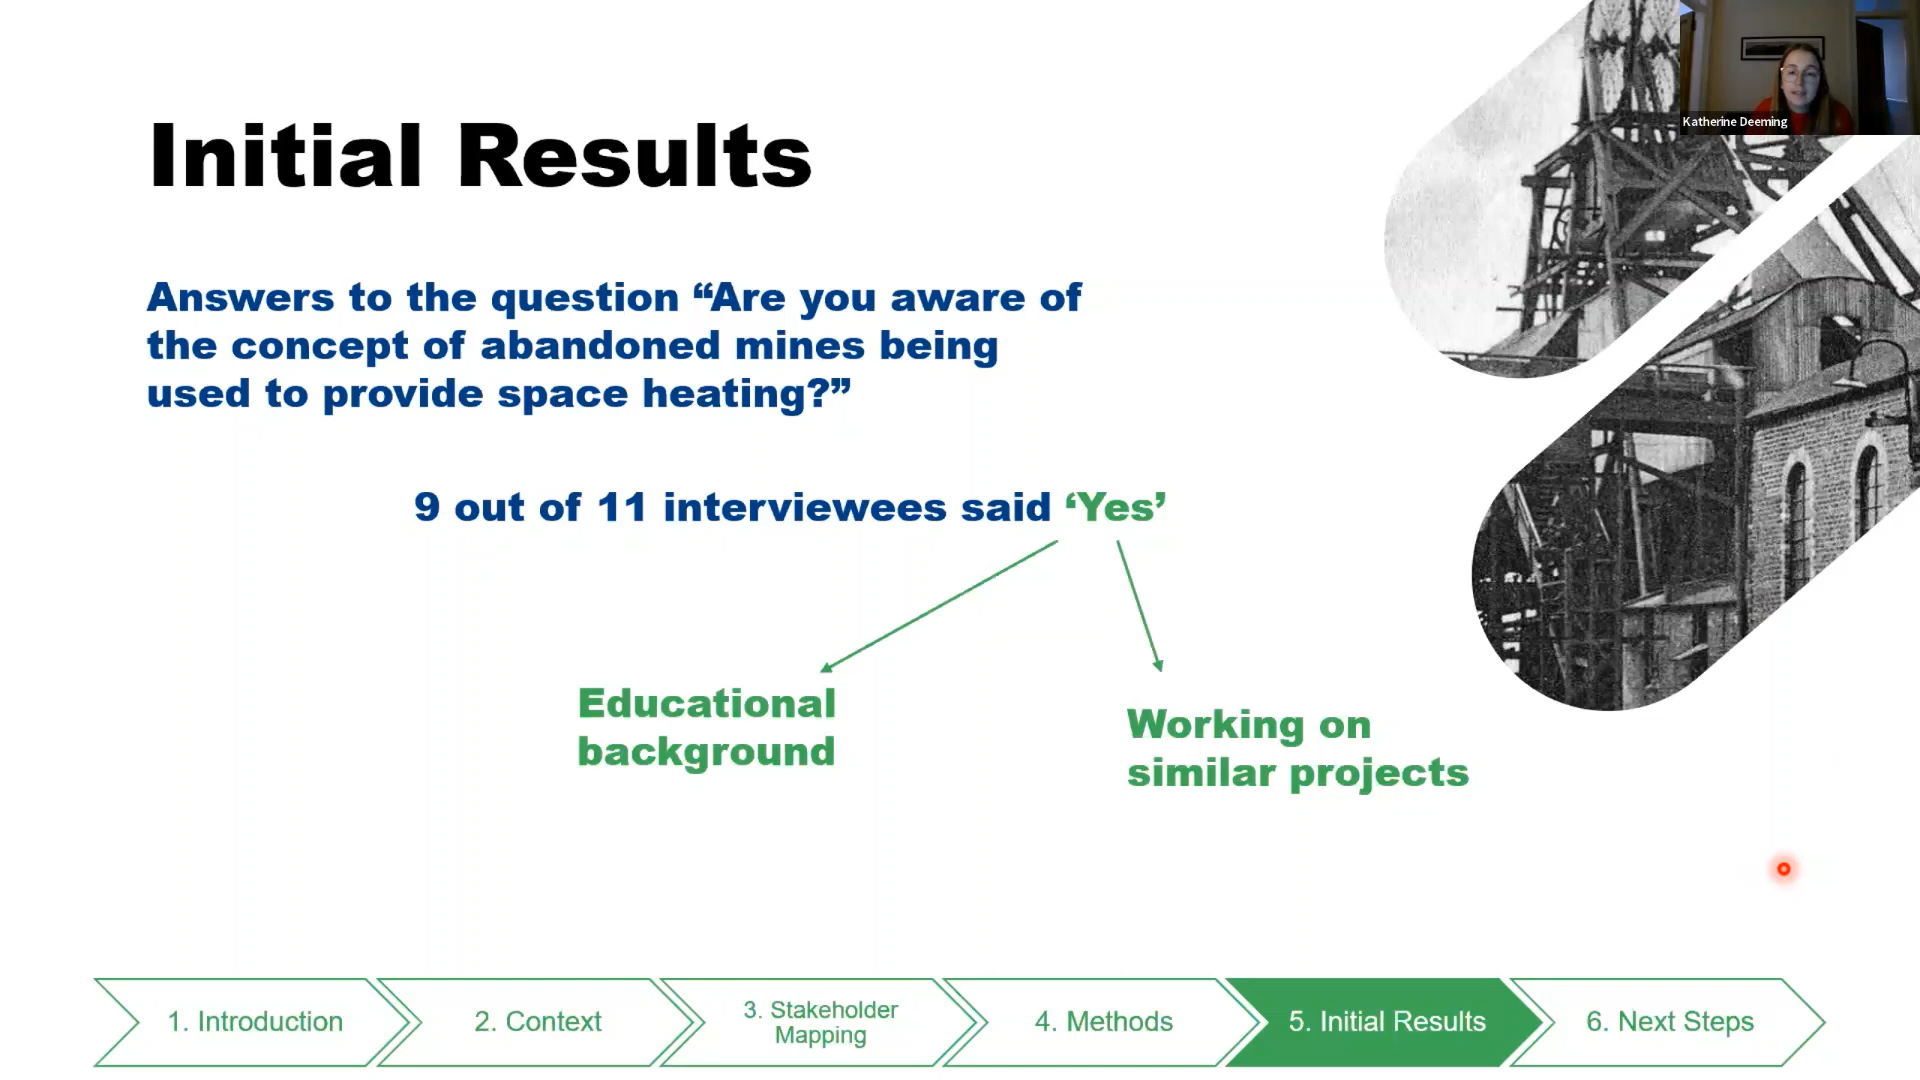 Katherine Deeming
Initial Results
Answers to the question “Are you aware of
the concept of abandoned mines being
used to provide space heating?”
9 out of 11 interviewees said ‘Yes’
Educational
background
Working on
similar projects
1. Introduction
2. Context
3. Stakeholder
Mapping
4. Methods
5. Initial Results
6. Next Steps